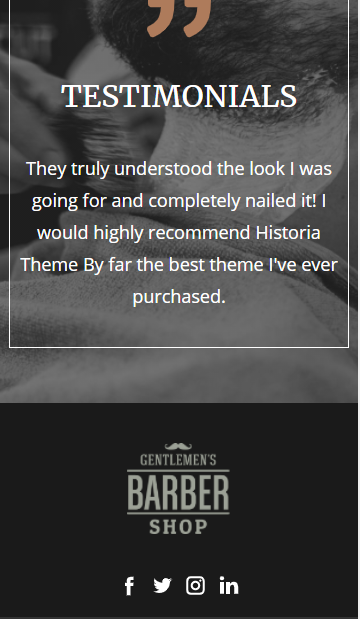 TESTIMONIALS
They truly understood the look I was
going for and completely nailed it! I
would highly recommend Historia
Theme By far the best theme I've ever
purchased.
GENTLEMEN'S
BARBER
SHOP